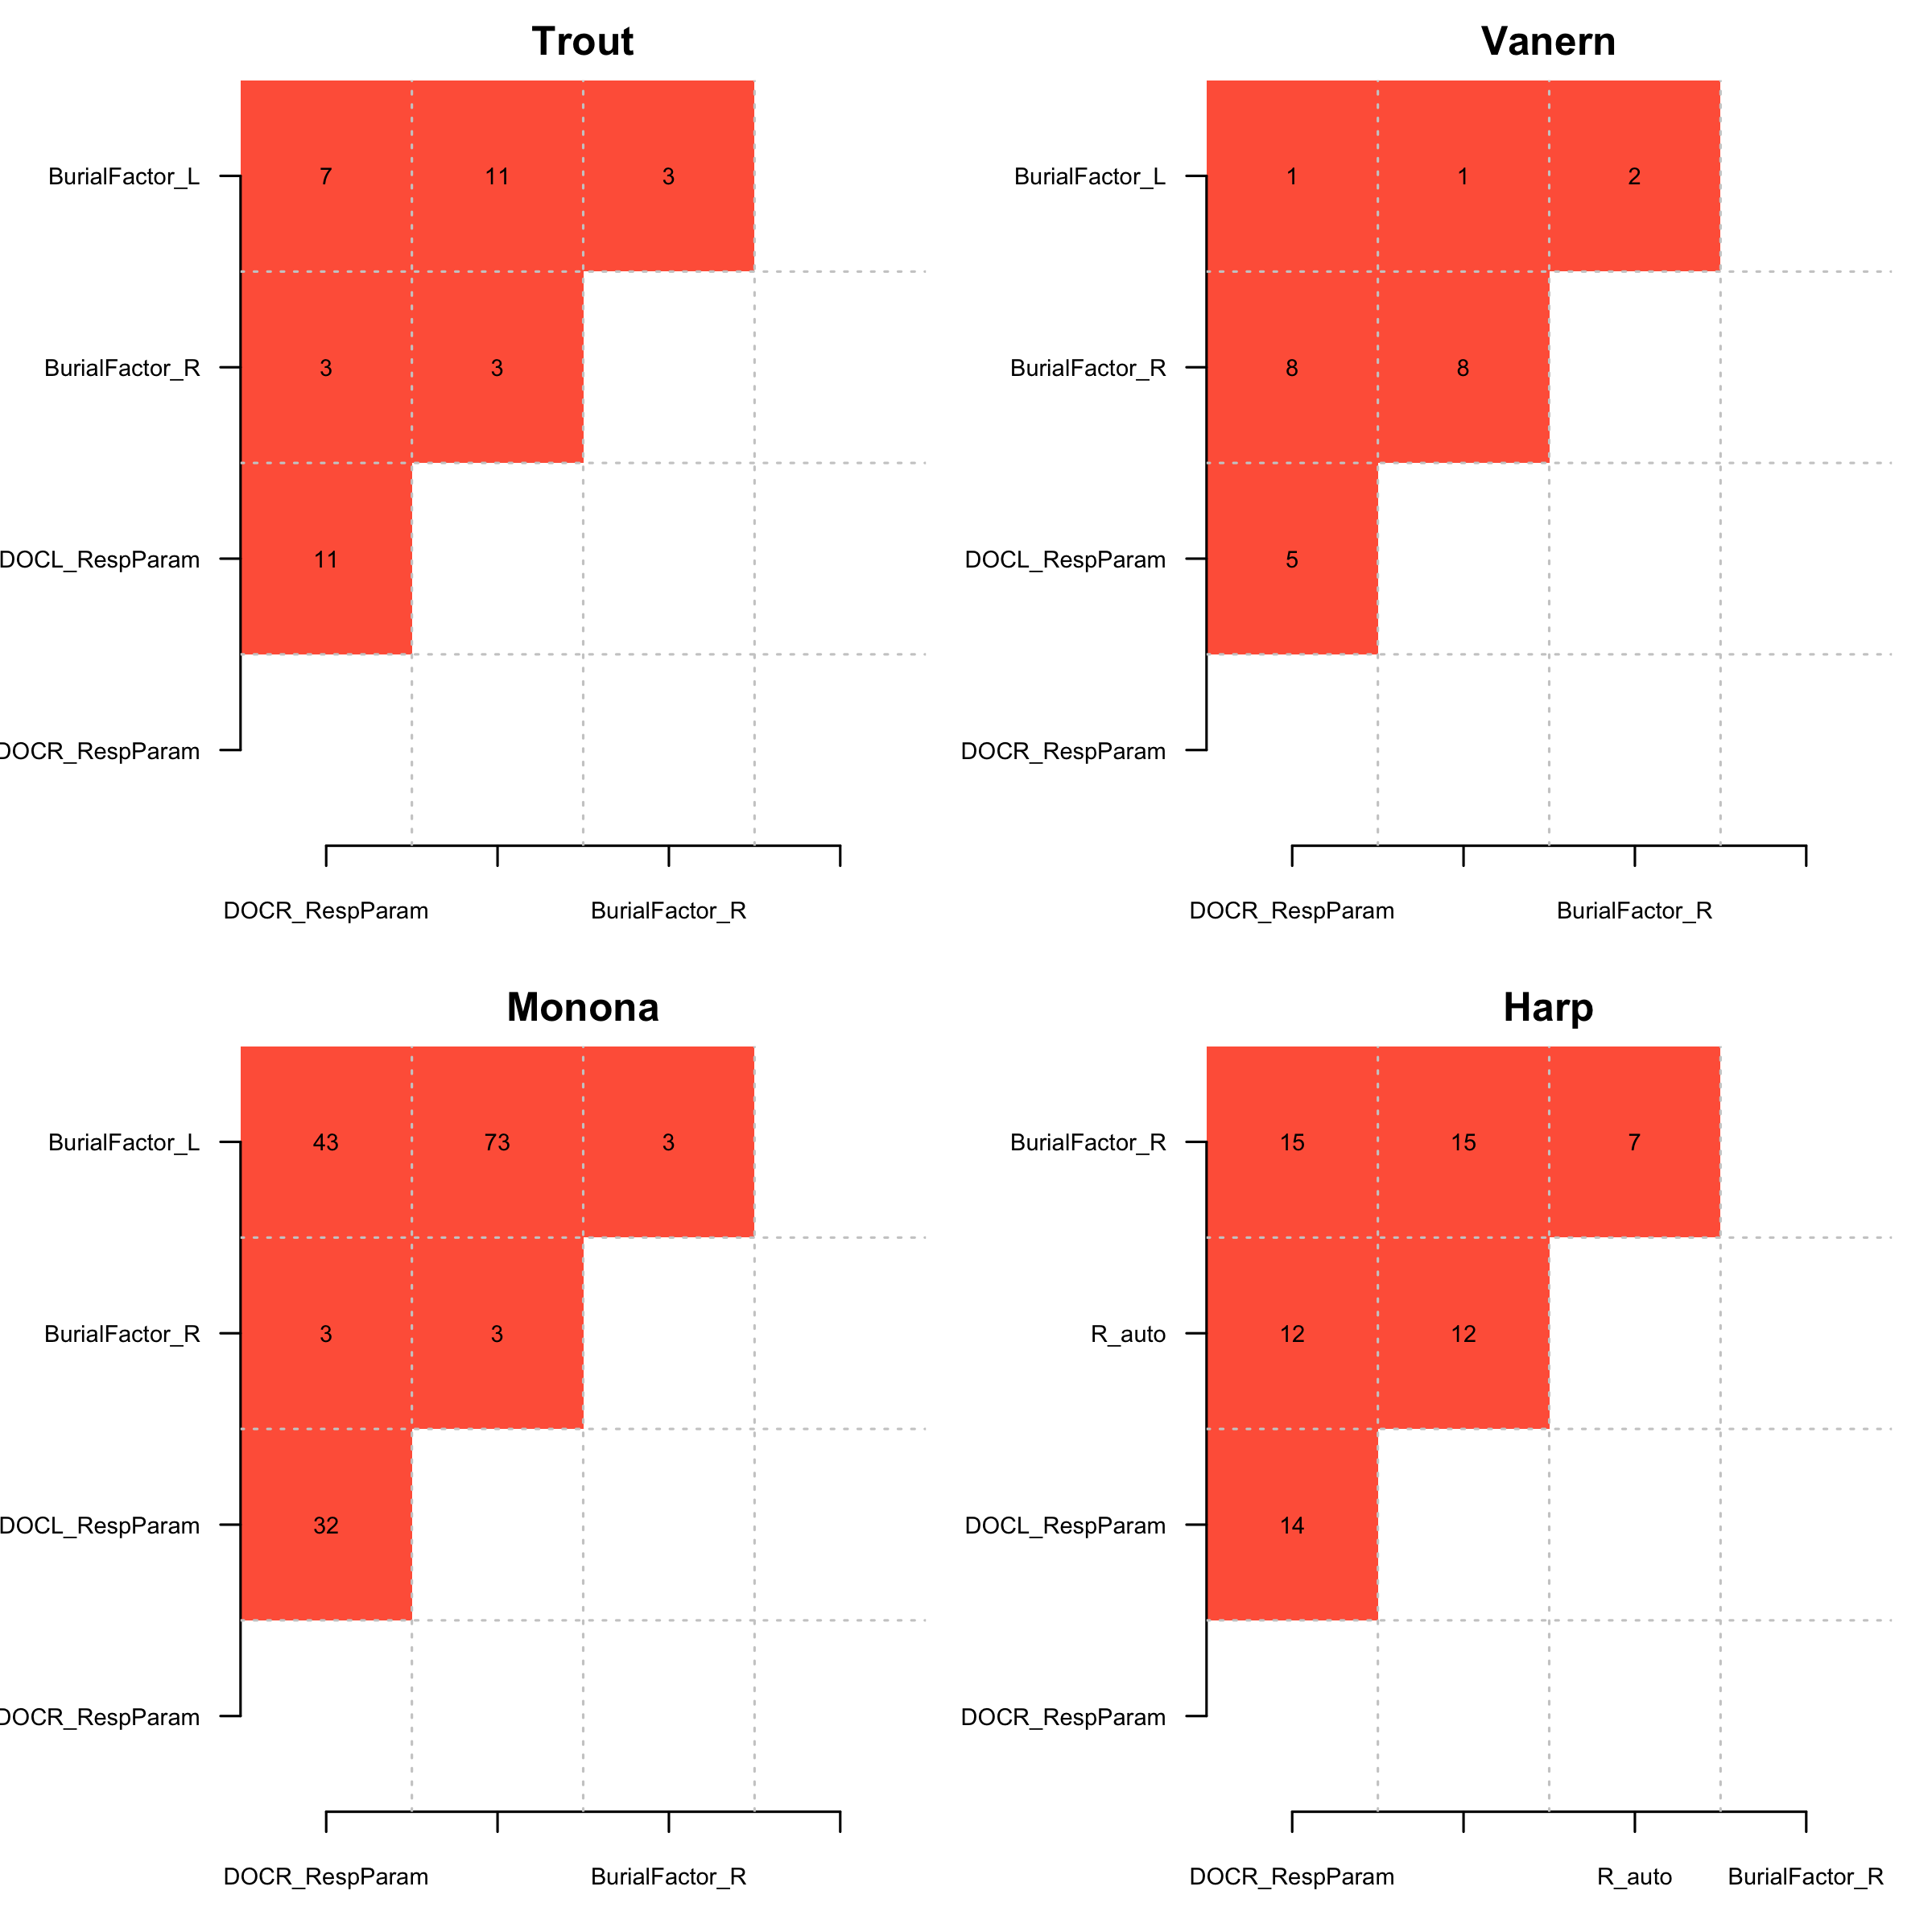 Trout
BurialFactor_L 7 11 3
BurialFactor_R 3 3
DOCL_RespParam 11
DOCR_RespParam
DOCR_RespParam BurialFactor_R
Vanern
BurialFactor_L 1 1 2
BurialFactor_R 8 8
DOCL_RespParam 5
DOCR_RespParam
DOCR_RespParam BurialFactor_R
Monona
BurialFactor_L 43 73 3
BurialFactor_R 3 3
DOCL_RespParam 32
DOCR_RespParam
DOCR_RespParam BurialFactor_R
Harp
BurialFactor_R 15 15 7
R_auto 12 12
DOCL_RespParam 14
DOCR_RespParam
DOCR_RespParam R_auto BurialFactor_R